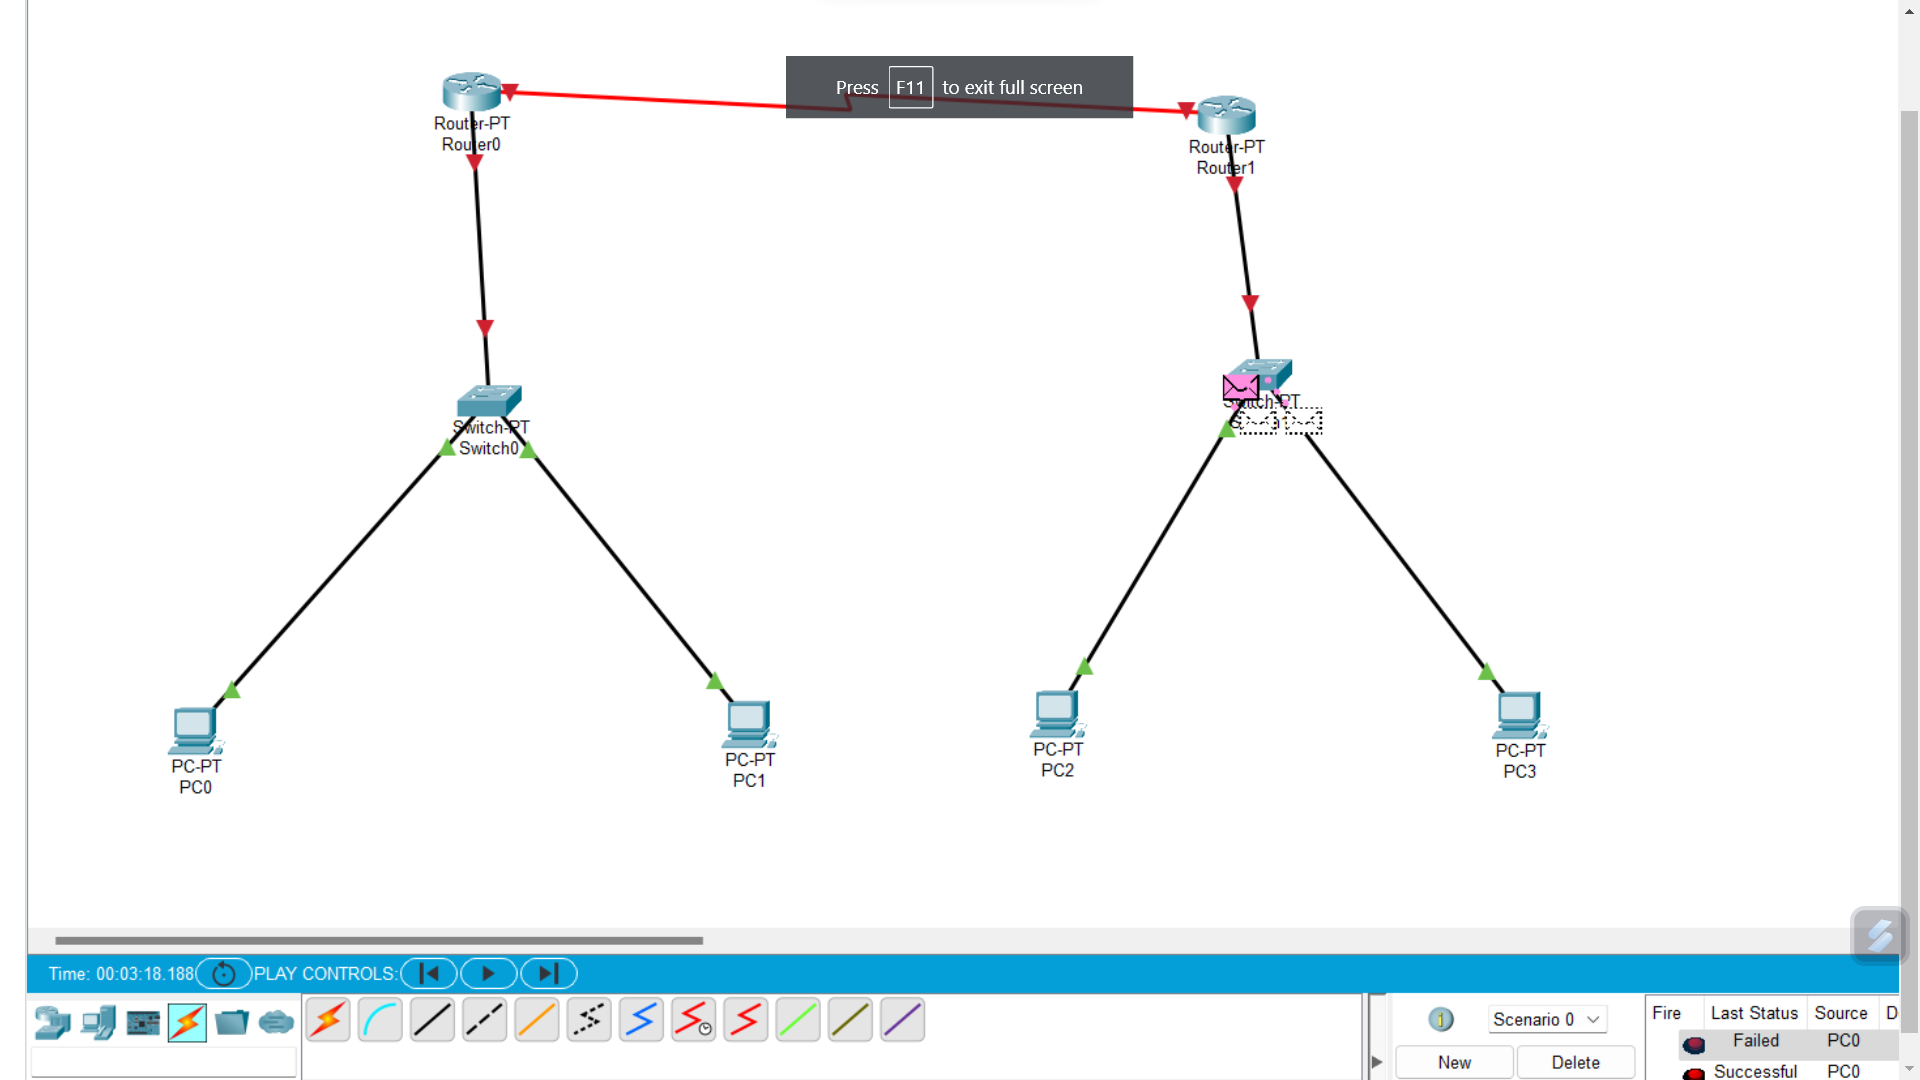 Press F11 to exit full screen
Router-PT
Router0
Router-PT
Router1
Switch-PT
Switch0
Switch-PT
PC-PT
PC0
PC-PT
PC1
PC-PT
PC2
PC-PT
PC3
Time: 00:03:18.188 PLAY CONTROLS:
Scenario 0
New Delete
Fire Last Status Source D
Failed PC0
Successful PC0